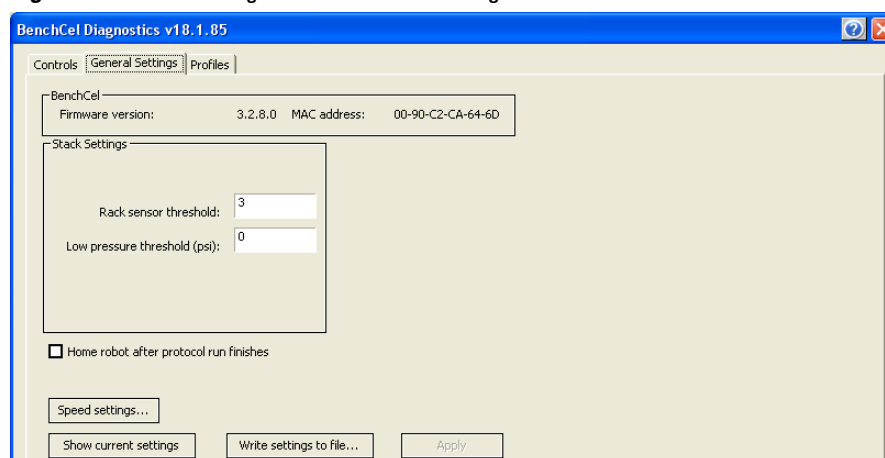 BenchCel Diagnostics v18.1.85
Controls General Settings Profiles
BenchCel
Firmware version: 3.2.8.0 MAC address: 00-90-C2-CA-64-6D
Stack Settings
Rack sensor threshold: 3
Low pressure threshold (psi): 0
Home robot after protocol run finishes
Speed settings...
Show current settings Write settings to file... Apply